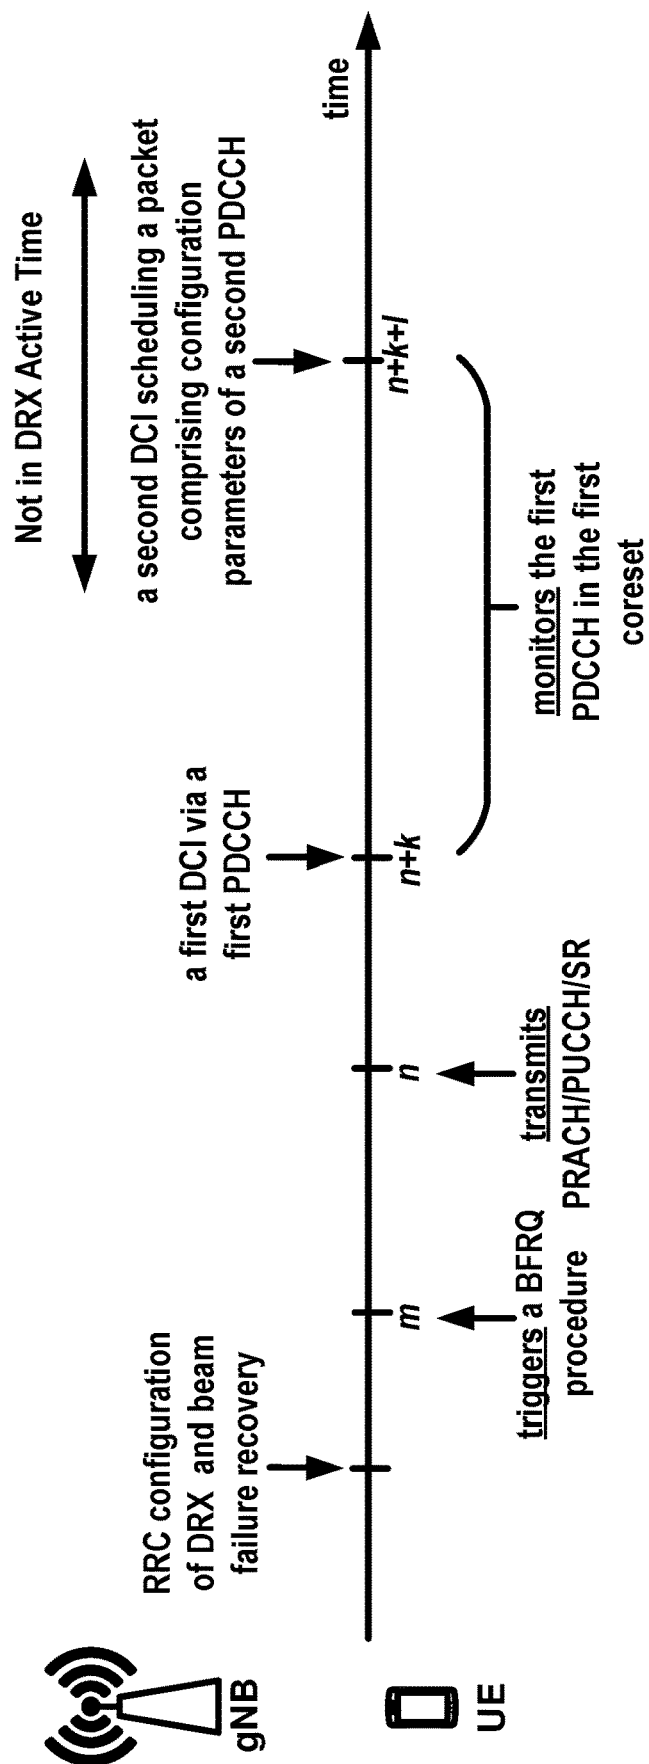 Not in DRX Active Time
RRC configuration
of DRX and beam
failure recovery
a first DCI via a
first PDCCH
a second DCI scheduling a packet
comprising configuration
parameters of a second PDCCH
gNB
time
m
n
n+k
n+k+l
UE
triggers a BFRQ
procedure
transmits
PRACH/PUCCH/SR
monitors the first
PDCCH in the first
coreset